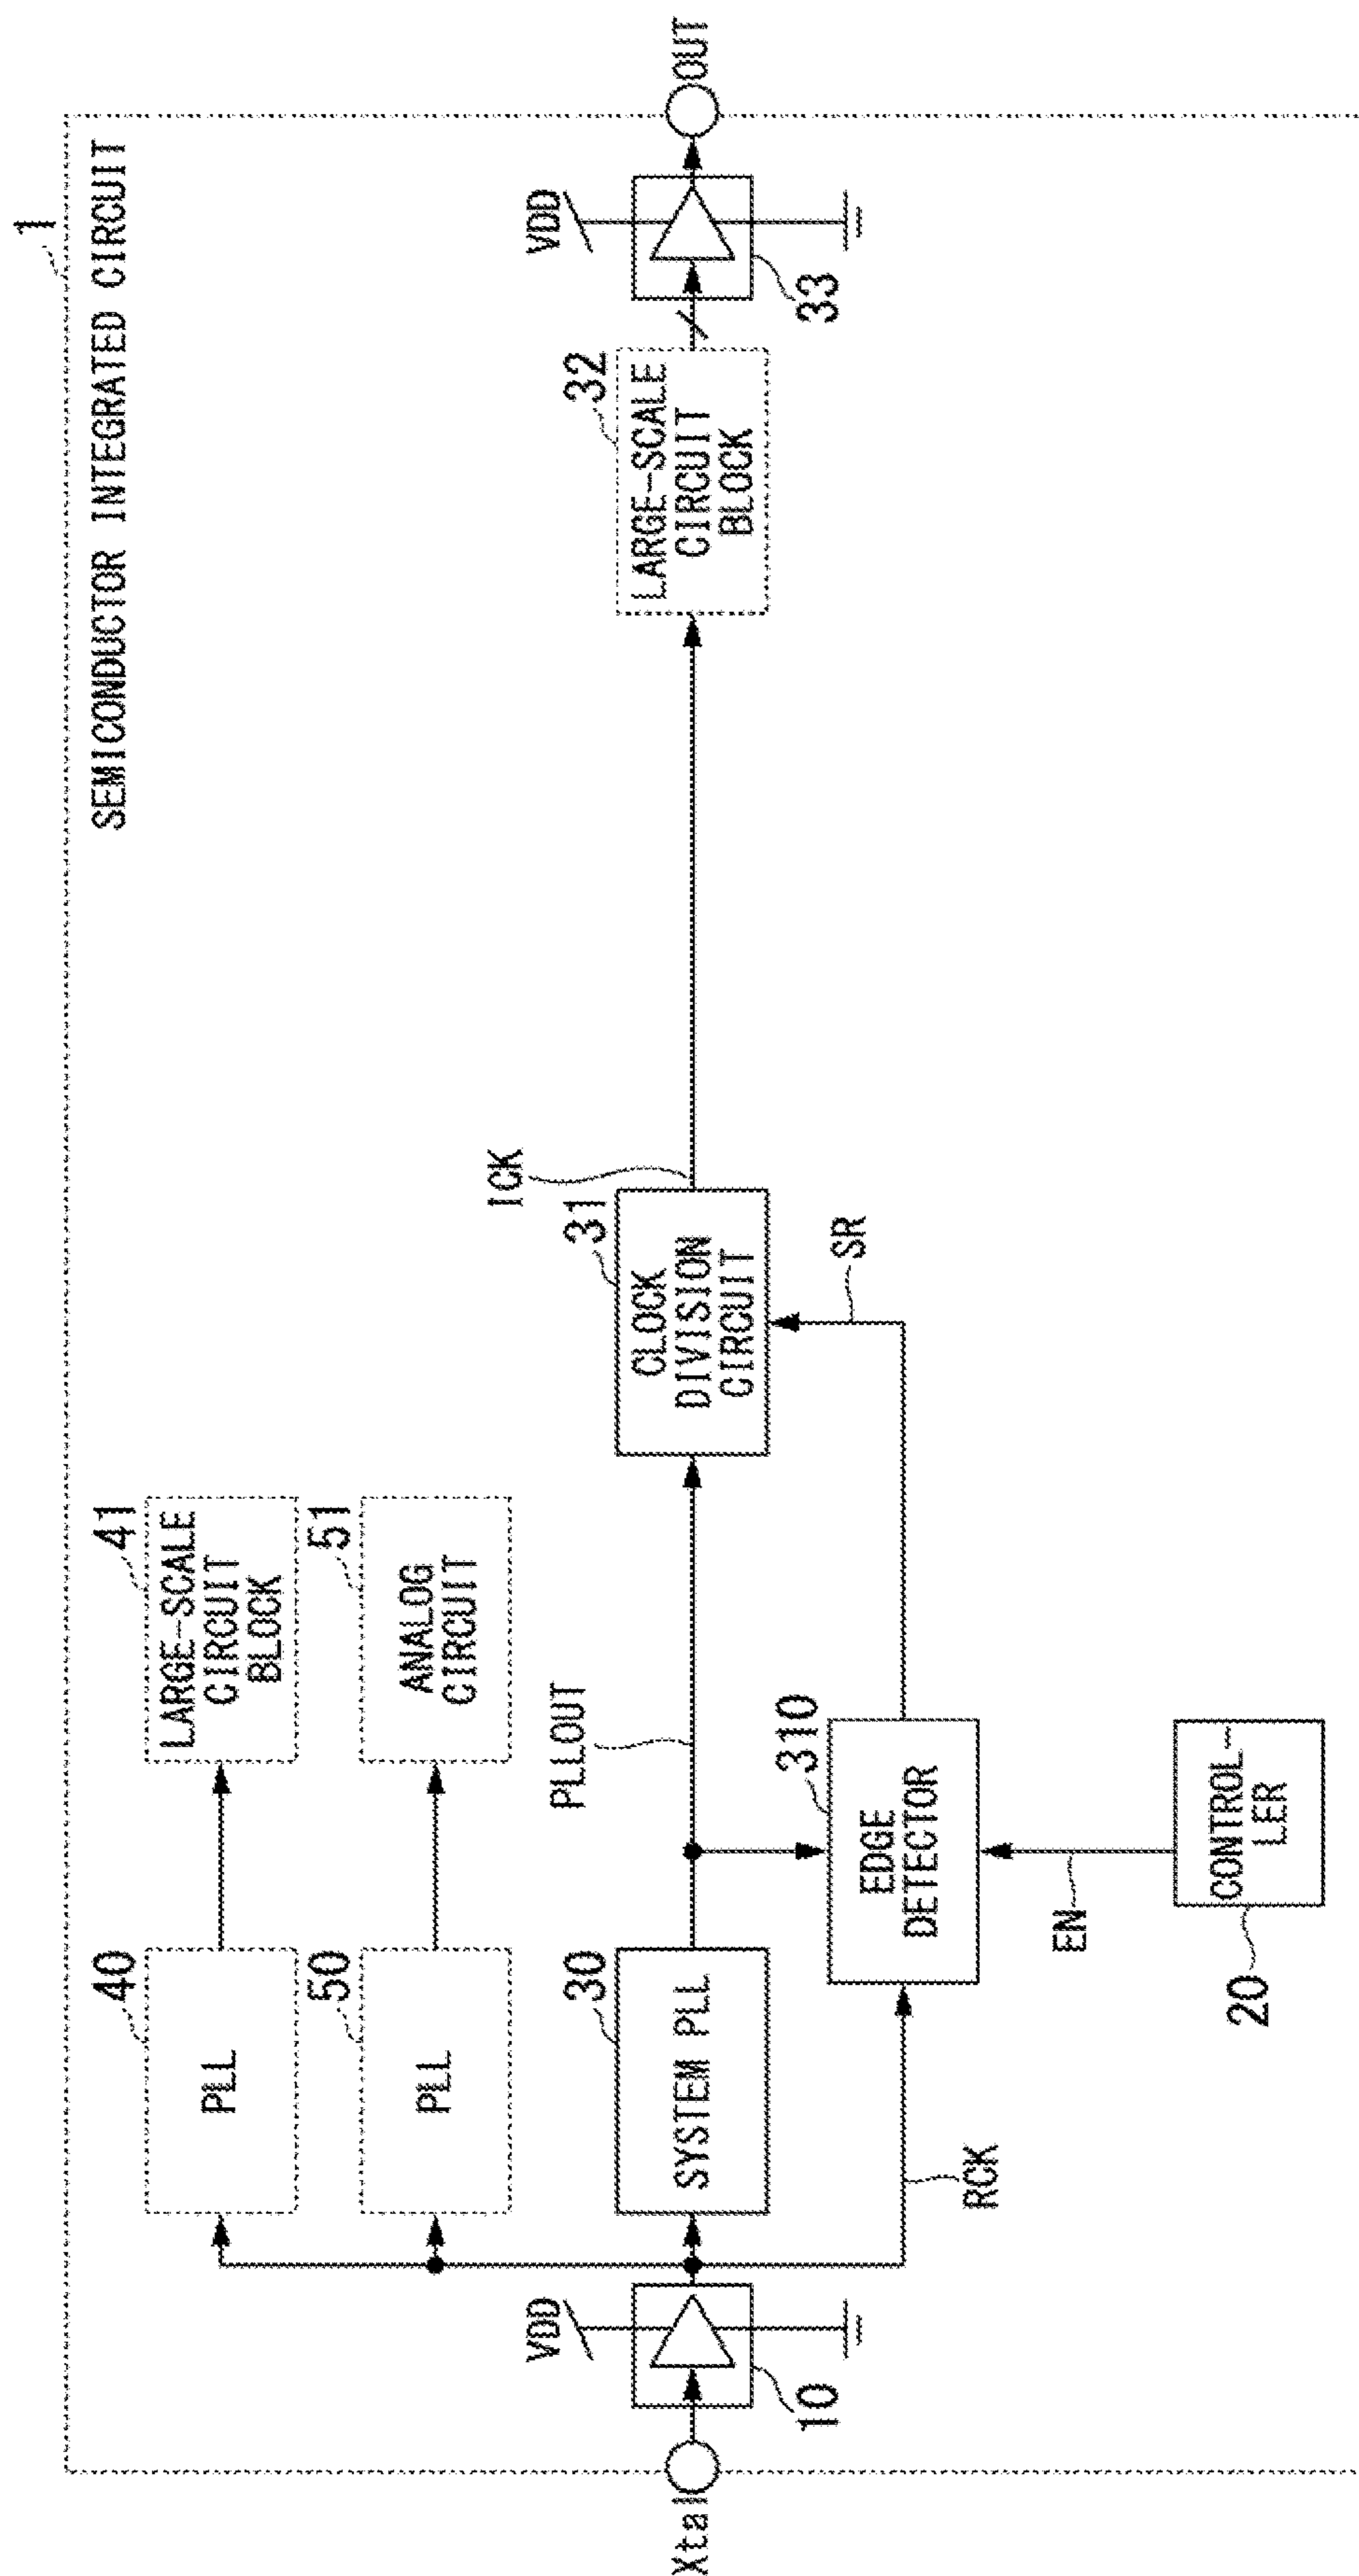 1
SEMICONDUCTOR INTEGRATED CIRCUIT
40
PLL
41
LARGE-SCALE
CIRCUIT
BLOCK
50
PLL
51
ANALOG
CIRCUIT
Xtal
VDD
10
30
SYSTEM PLL
PLLOUT
31
CLOCK
DIVISION
CIRCUIT
ICK
32
LARGE-SCALE
CIRCUIT
BLOCK
VDD
33
OUT
RCK
310
EDGE
DETECTOR
SR
EN
20
CONTROL-
LER